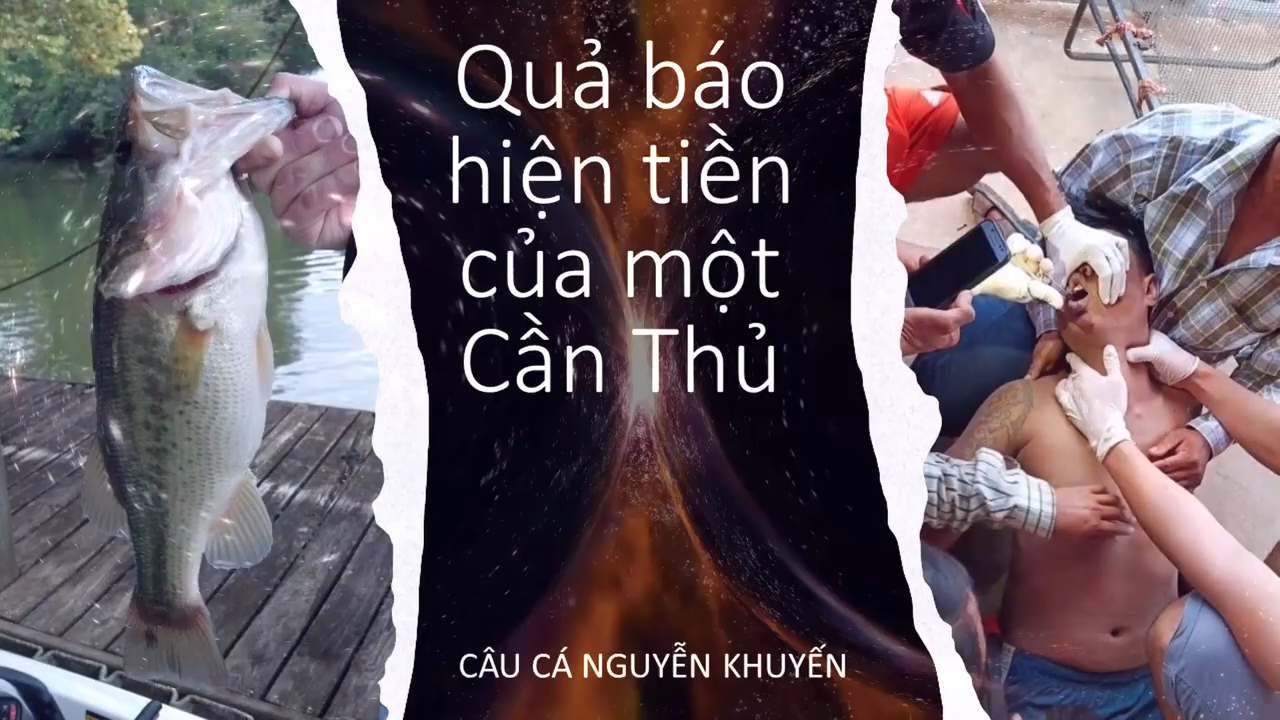 Quả báo
hiện tiền
của một
Cần Thủ
CÂU CÁ NGUYỄN KHUYẾN